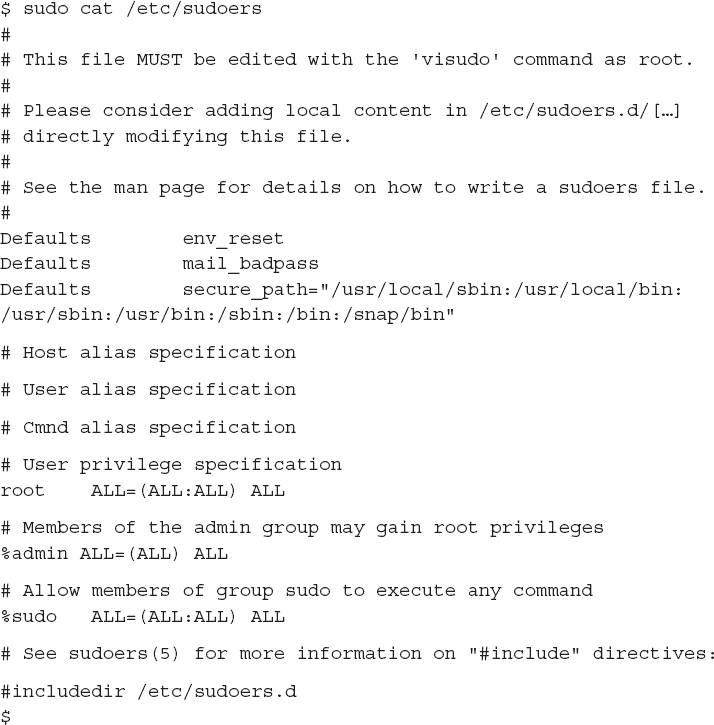 $ sudo cat /etc/sudoers
#
# This file MUST be edited with the 'visudo' command as root.
#
# Please consider adding local content in /etc/sudoers.d/[…]
# directly modifying this file.
#
# See the man page for details on how to write a sudoers file.
#
Defaults        env_reset
Defaults        mail_badpass
Defaults        secure_path="/usr/local/sbin:/usr/local/bin:
/usr/sbin:/usr/bin:/sbin:/bin:/snap/bin"
# Host alias specification
# User alias specification
# Cmnd alias specification
# User privilege specification
root    ALL=(ALL:ALL) ALL
# Members of the admin group may gain root privileges
%admin ALL=(ALL) ALL
# Allow members of group sudo to execute any command
%sudo   ALL=(ALL:ALL) ALL
# See sudoers(5) for more information on "#include" directives:
#includedir /etc/sudoers.d
$